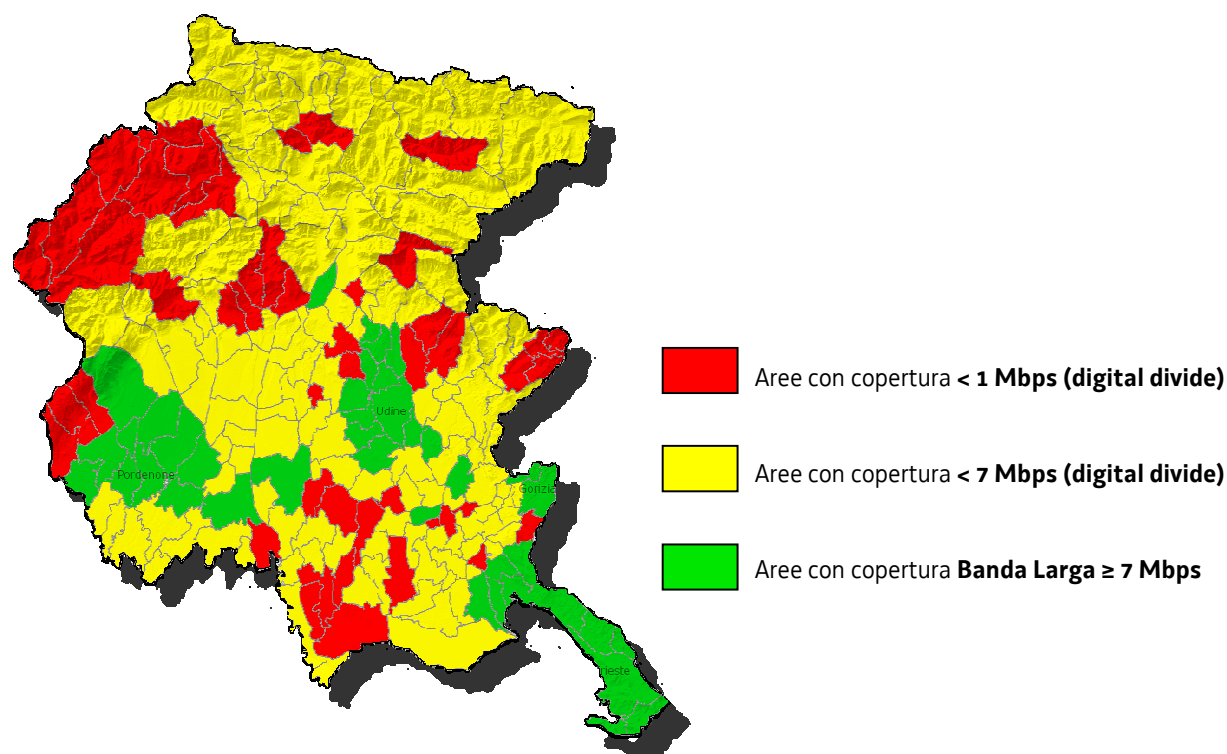 Udine
Pordenone
Gorizia
rieste
Aree con copertura < 1 Mbps (digital divide)
Aree con copertura < 7 Mbps (digital divide)
Aree con copertura Banda Larga ≥ 7 Mbps